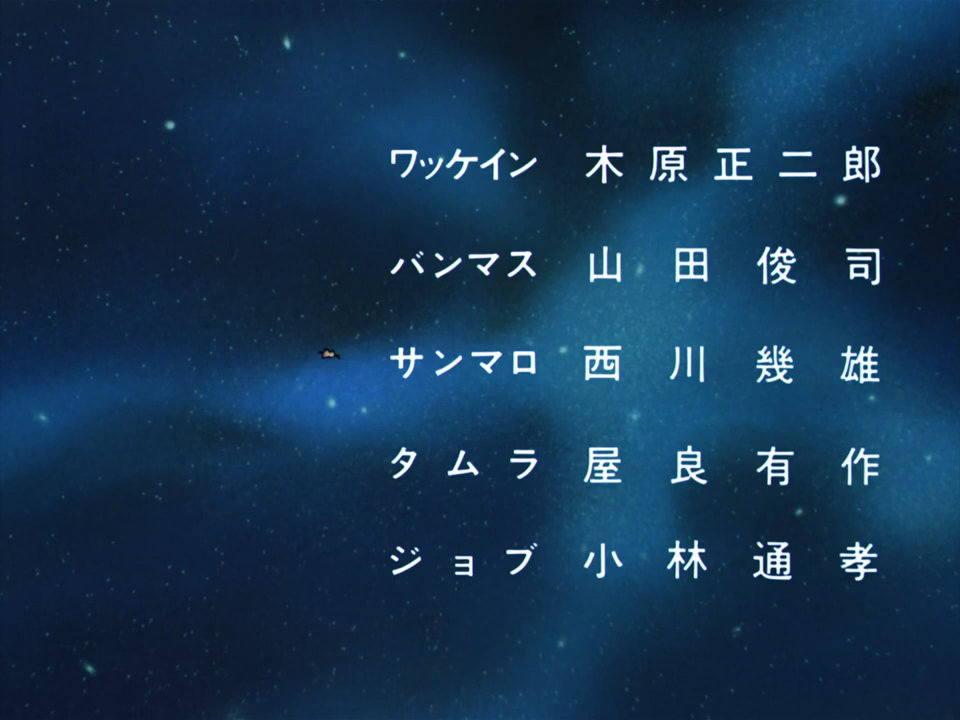 ワッケイン 木原正二郎
バンマス 山田俊司
サンマロ 西川幾雄
タムラ 屋良有作
ジョブ 小林通孝